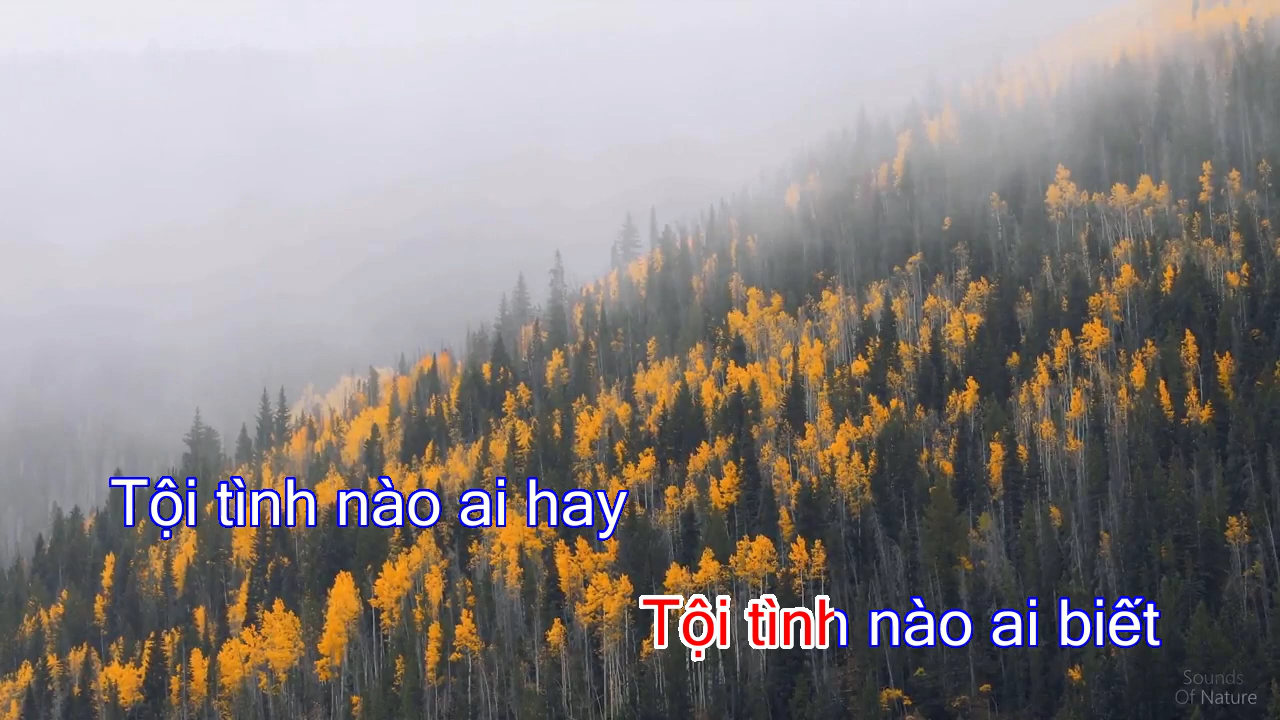 Tội tình nào ai hay
Tội tình nào ai biết
Sounds
Of Nature